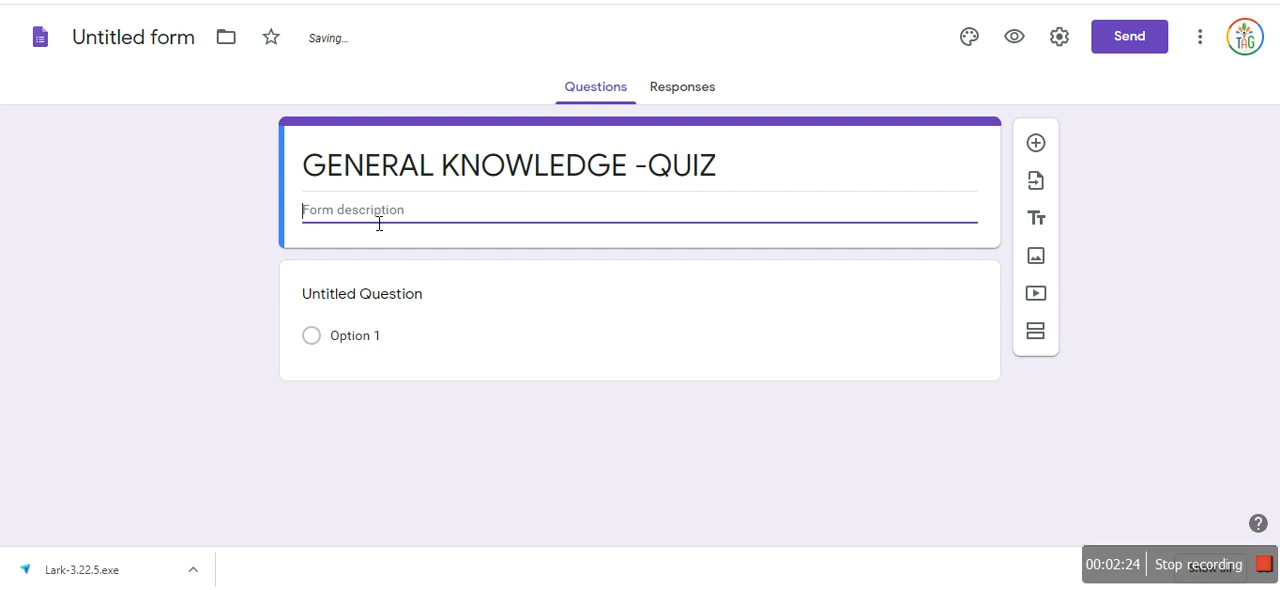 Untitled form
Saving...
Send
TAG
Questions Responses
GENERAL KNOWLEDGE -QUIZ
Form description
Untitled Question
Option 1
Lark-3.22.5.exe
00:02:24 Stop recording